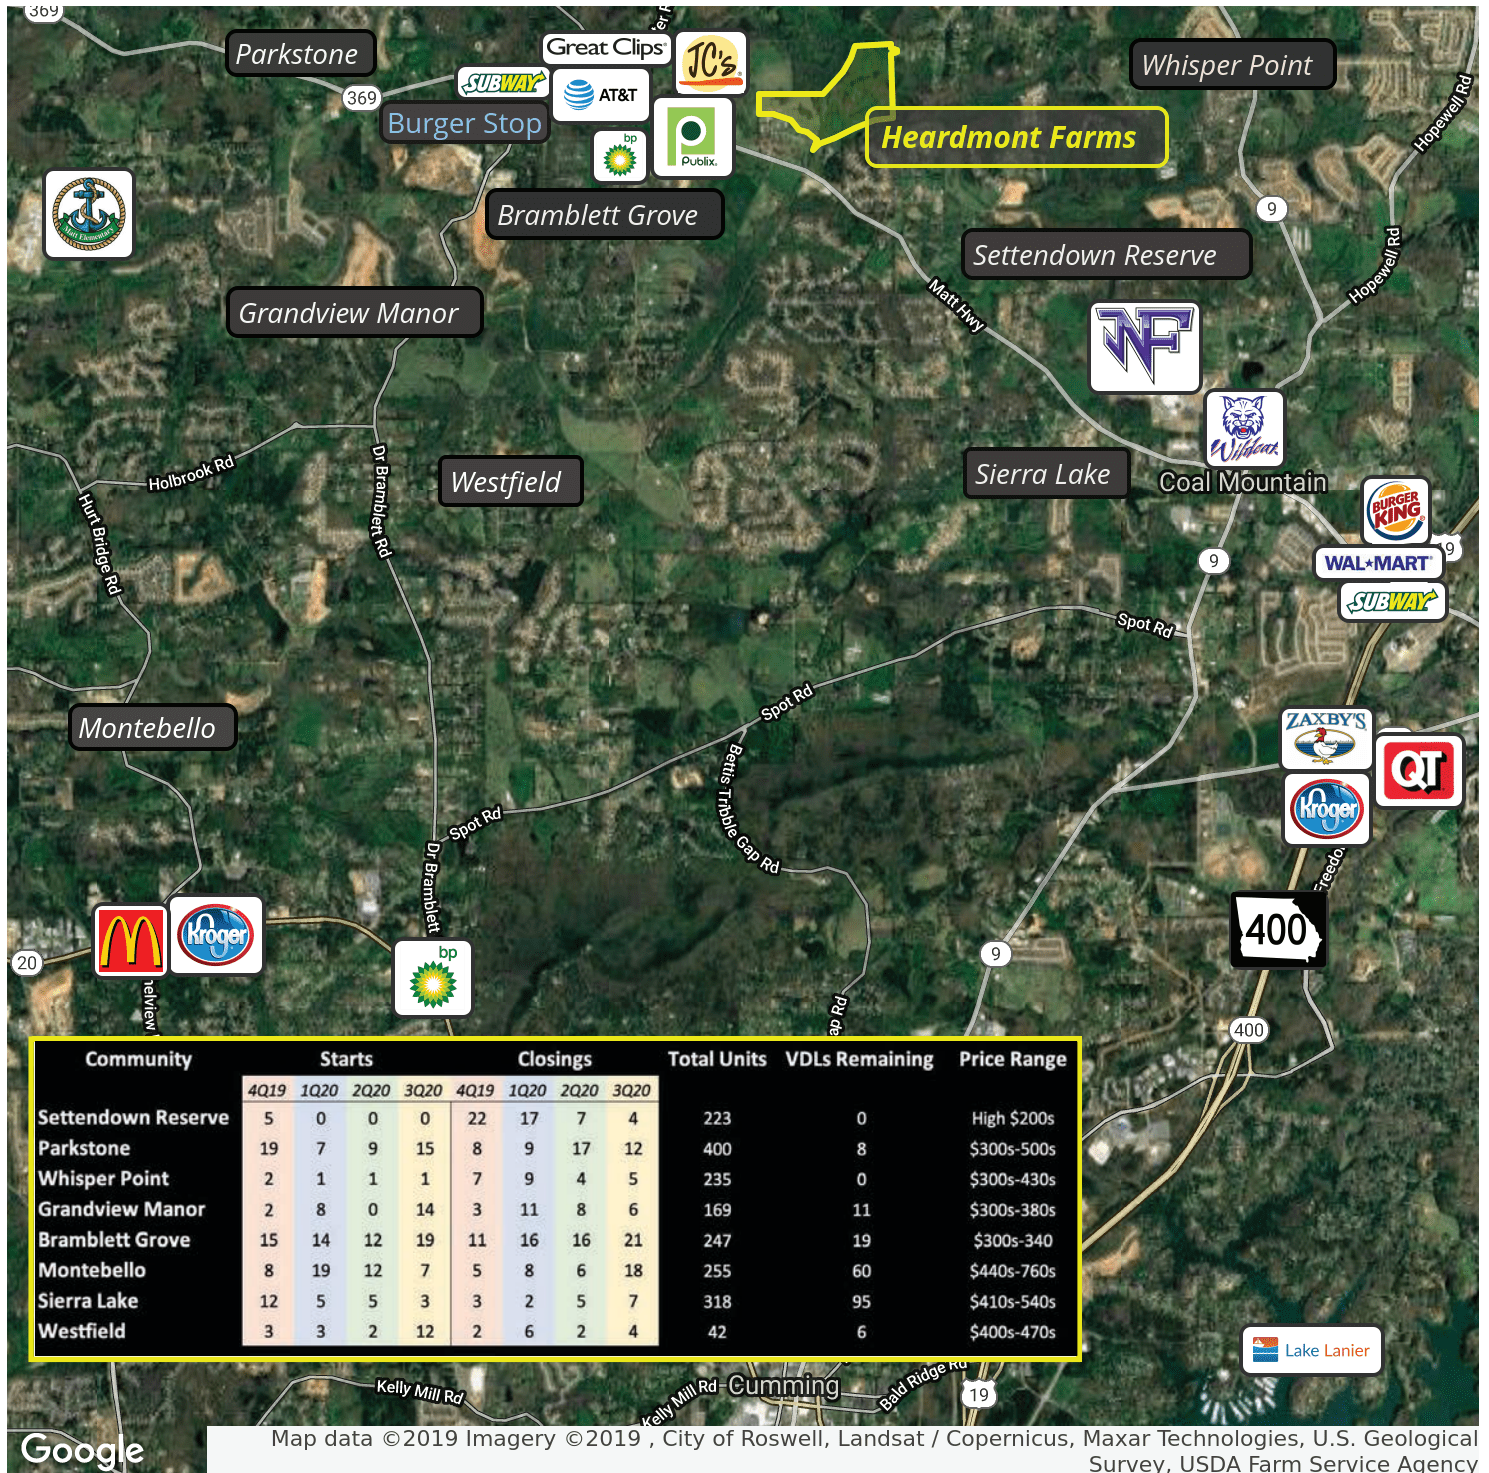 369
Parkstone
369
SUBWAY
Great Clips
AT&T
JC's
Burger Stop
bp
Publix.
Heardmont Farms
Whisper Point
Hopewell Rd
Matt Elementary
Bramblett Grove
9
Settendown Reserve
Hopewell Rd
Grandview Manor
Matt Hwy
NF
Wildcat
Holbrook Rd
Dr Bramblett Rd
Westfield
Sierra Lake
Coal Mountain
BURGER
KING
Hurt Bridge Rd
9
19
WAL★MART
SUBWAY
Spot Rd
Spot Rd
Montebello
Bettis Tribble Gap Rd
ZAXBY'S
QT
Kroger
Spot Rd
Dr Bramblett
400
20
Kroger
bp
9
400
Community Starts Closings Total Units VDLs Remaining Price Range
4Q19 1Q20 2Q20 3Q20 4Q19 1Q20 2Q20 3Q20
Settendown Reserve 5 0 0 0 22 17 7 4 223 0 High $200s
Parkstone 19 7 9 15 8 9 17 12 400 8 $300s-500s
Whisper Point 2 1 1 1 7 9 4 5 235 0 $300s-430s
Grandview Manor 2 8 0 14 3 11 8 6 169 11 $300s-380s
Bramblett Grove 15 14 12 19 11 16 16 21 247 19 $300s-340
Montebello 8 19 12 7 5 8 6 18 255 60 $440s-760s
Sierra Lake 12 5 5 3 3 2 5 7 318 95 $410s-540s
Westfield 3 3 2 12 2 6 2 4 42 6 $400s-470s
Lake Lanier
Kelly Mill Rd
Kelly Mill Rd
Cumming
Bald Ridge Rd
19
Google
Map data ©2019 Imagery ©2019 , City of Roswell, Landsat / Copernicus, Maxar Technologies, U.S. Geological
Survey, USDA Farm Service Agency